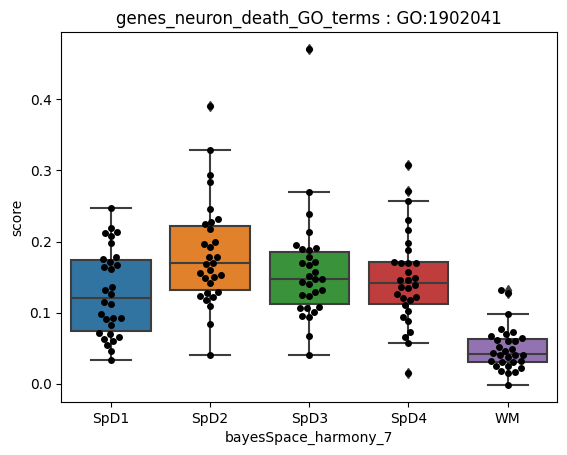 genes_neuron_death_GO_terms : GO:1902041
score
0.4
0.3
0.2
0.1
0.0
SpD1 SpD2 SpD3 SpD4 WM
bayesSpace_harmony_7